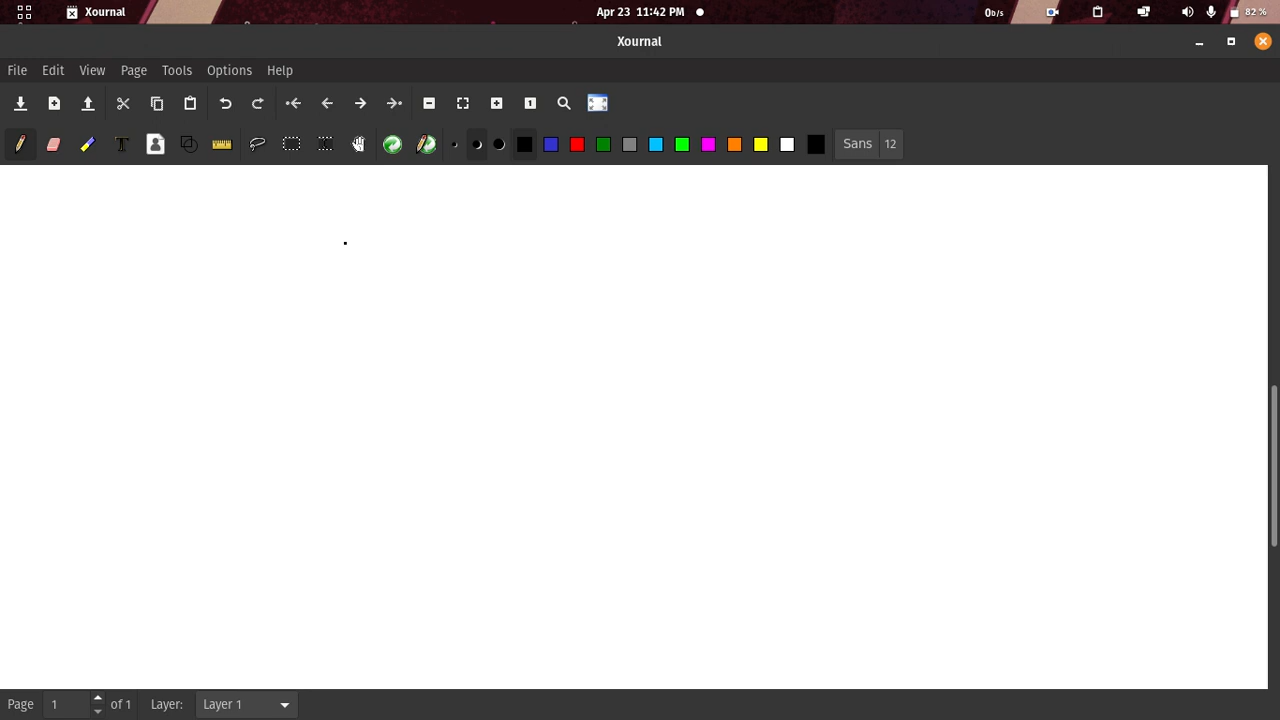 Xournal Apr 23 11:42 PM 0B/s 82 %
Xournal
File Edit View Page Tools Options Help
1
T Sans 12
Page 1 of 1 Layer: Layer 1